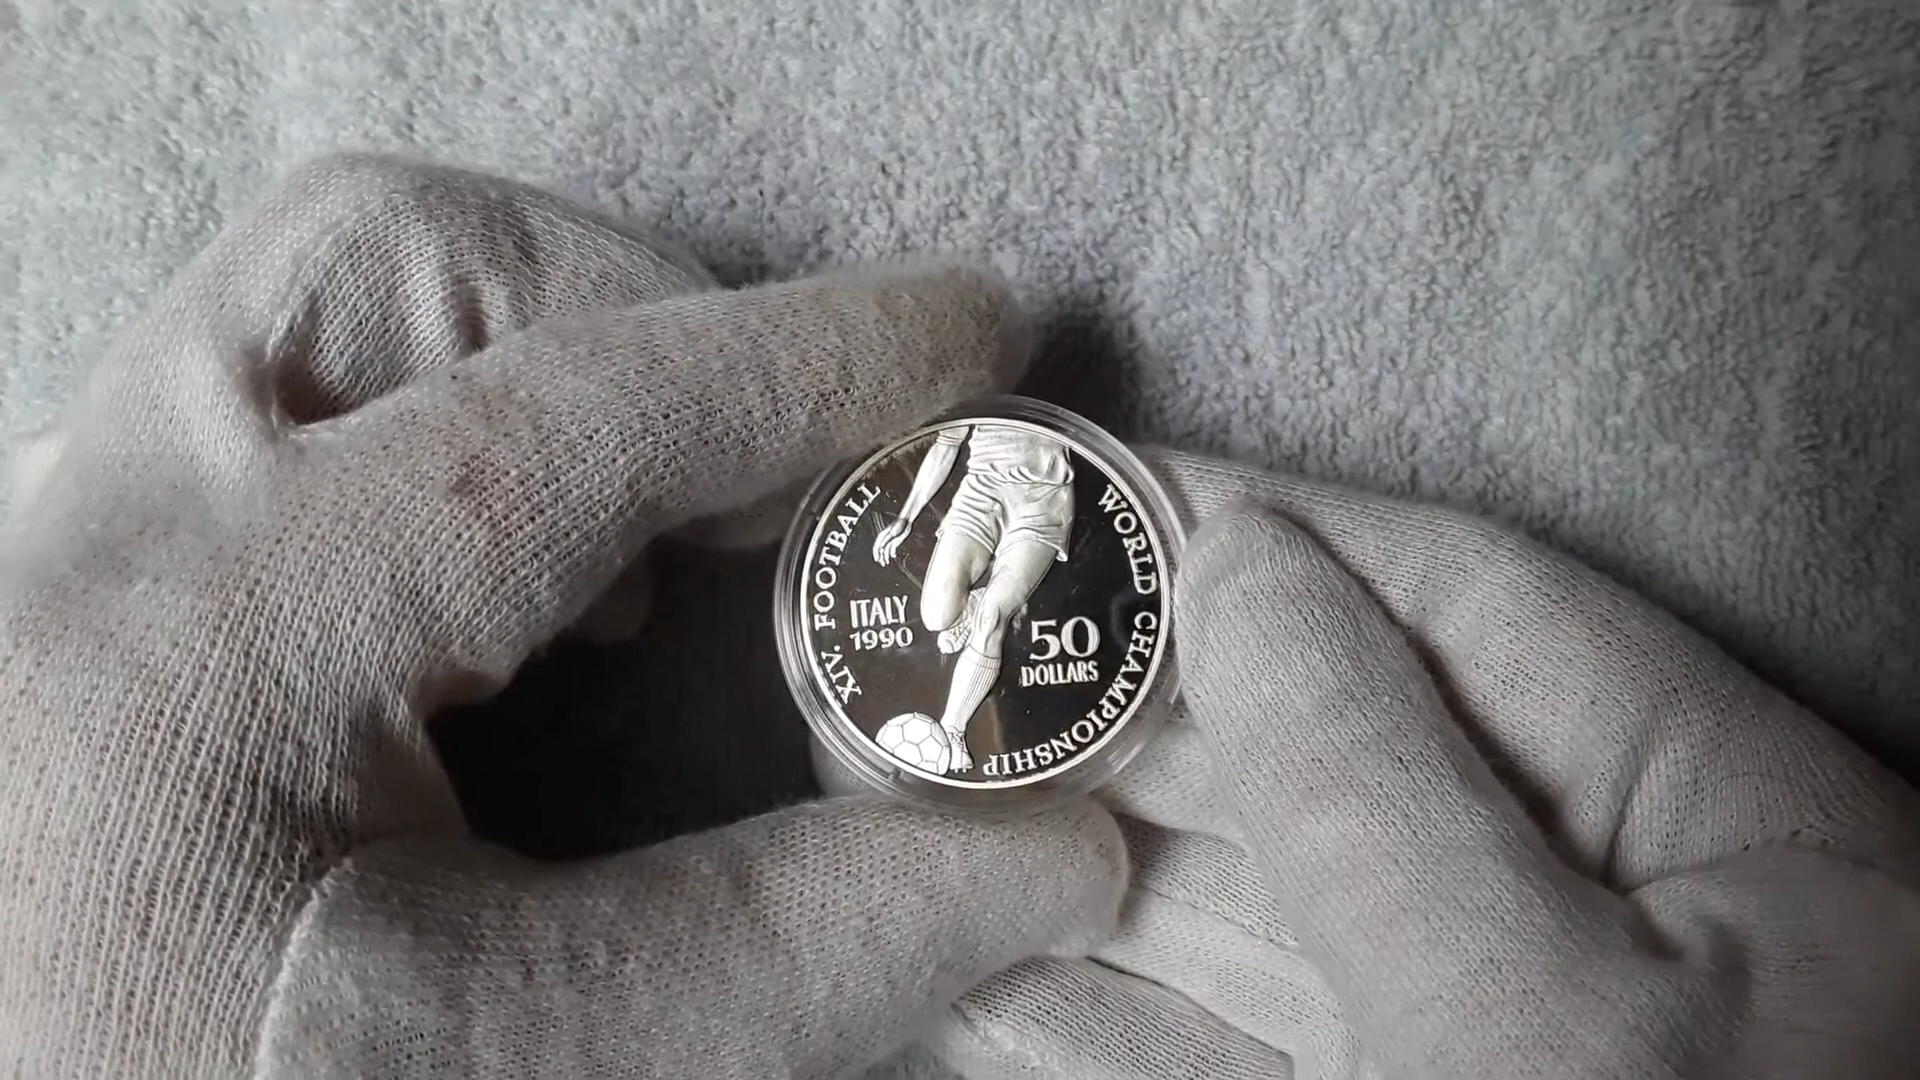 XIV. FOOTBALL WORLD CHAMPIONSHIP
ITALY
1990
50
DOLLARS